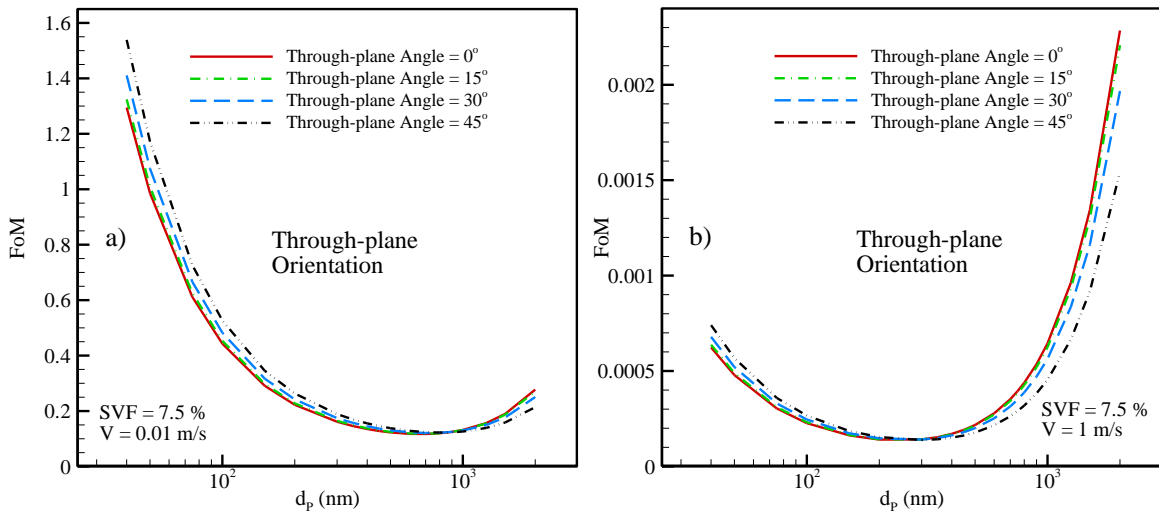 1.6
1.4
1.2
1
0.8
0.6
0.4
0.2
0
FoM
Through-plane Angle = 0°
Through-plane Angle = 15°
Through-plane Angle = 30°
Through-plane Angle = 45°
a)
Through-plane
Orientation
SVF = 7.5 %
V = 0.01 m/s
10² 10³
dₚ (nm)
0.002
0.0015
0.001
0.0005
0
FoM
Through-plane Angle = 0°
Through-plane Angle = 15°
Through-plane Angle = 30°
Through-plane Angle = 45°
b)
Through-plane
Orientation
SVF = 7.5 %
V = 1 m/s
10² 10³
dₚ (nm)